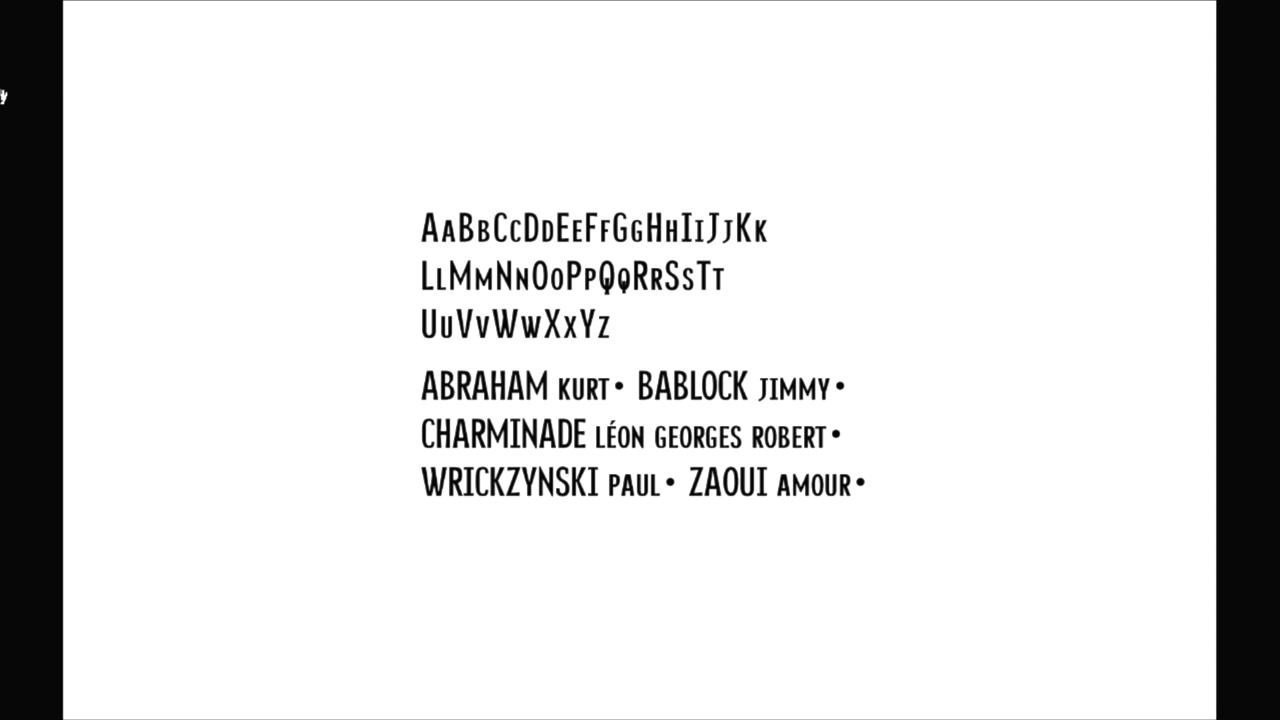 AaBbCcDdEeFfGgHhIiJjKk
LlMmNnOoPpQqRrSsTt
UuVvWwXxYz
ABRAHAM KURT • BABLOCK JIMMY •
CHARMINADE LÉON GEORGES ROBERT •
WRICKZYNSKI PAUL • ZAOUI AMOUR •